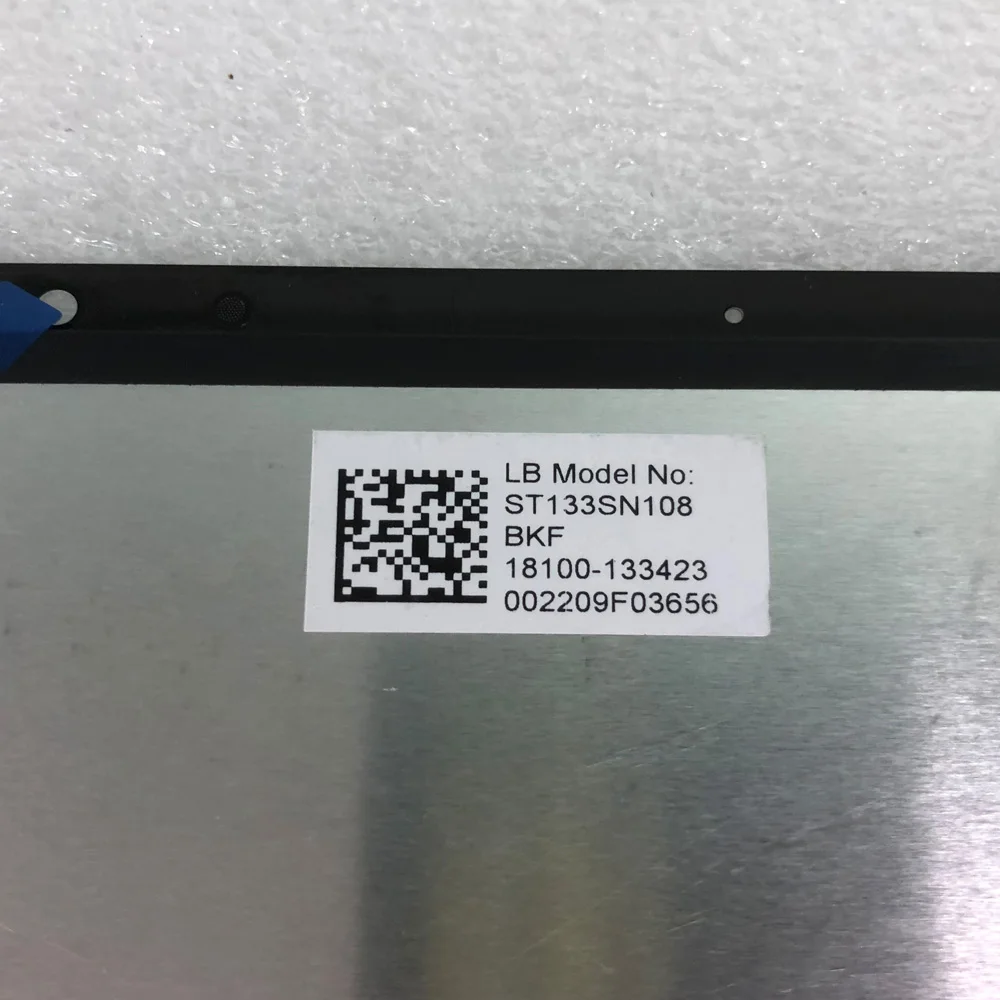 LB Model No:
ST133SN108
BKF
18100-133423
002209F03656